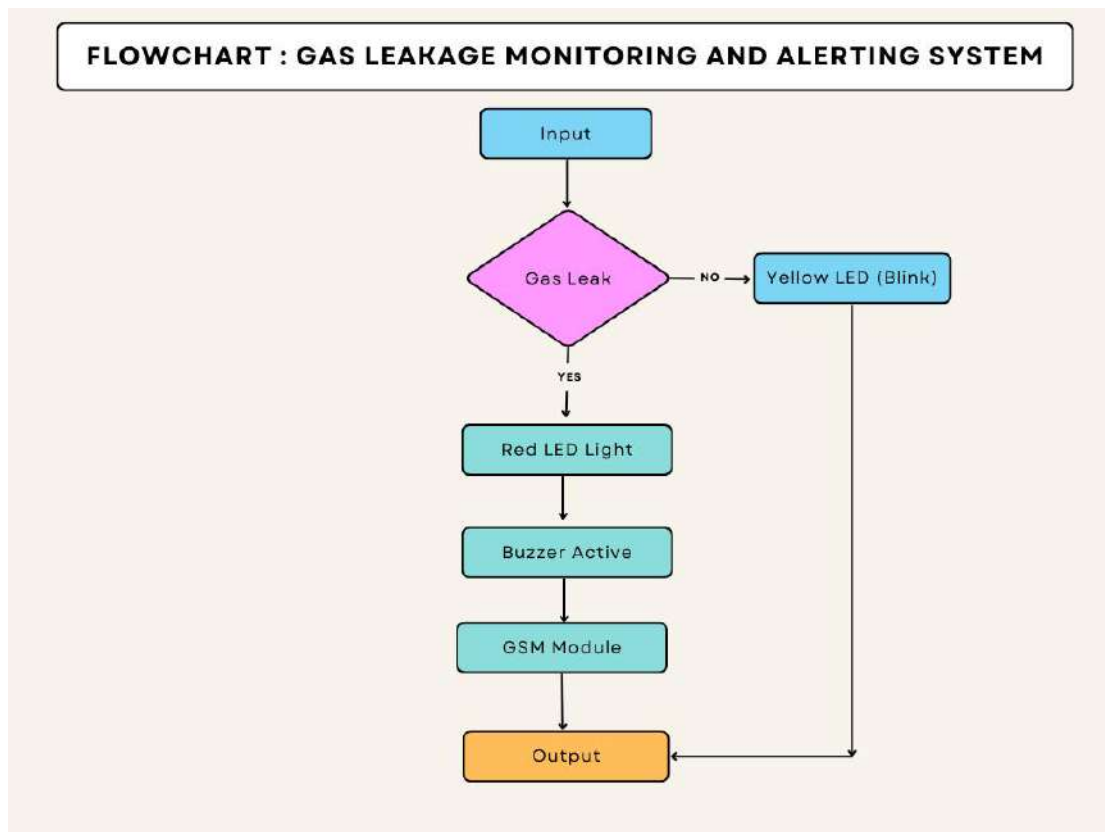 FLOWCHART : GAS LEAKAGE MONITORING AND ALERTING SYSTEM
Input
Gas Leak
NO
Yellow LED (Blink)
YES
Red LED Light
Buzzer Active
GSM Module
Output